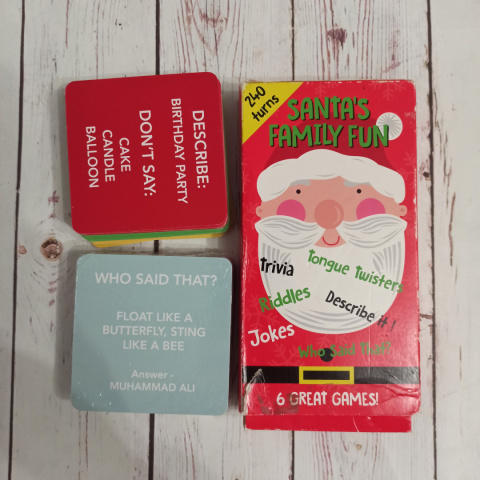 DESCRIBE:
BIRTHDAY PARTY
DON'T SAY:
CAKE
CANDLE
BALLOON
WHO SAID THAT?
FLOAT LIKE A
BUTTERFLY, STING
LIKE A BEE
Answer -
MUHAMMAD ALI
240
turns
SANTA'S
FAMILY FUN
Trivia
Tongue Twisters
Riddles
Describe it!
Jokes
Who Said That?
6 GREAT GAMES!